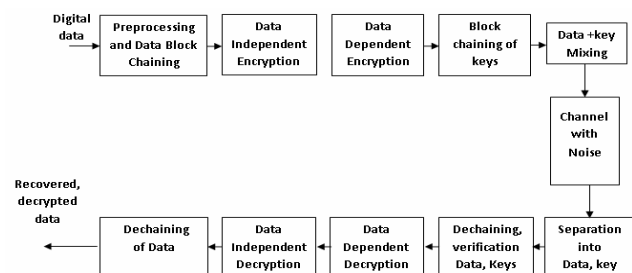 Digital
data
Preprocessing
and Data Block
Chaining
Data
Independent
Encryption
Data
Dependent
Encryption
Block
chaining of
keys
Data +key
Mixing
Channel
with
Noise
Recovered,
decrypted
data
Dechaining
of Data
Data
Independent
Decryption
Data
Dependent
Decryption
Dechaining,
verification
Data, Keys
Separation
into
Data, key